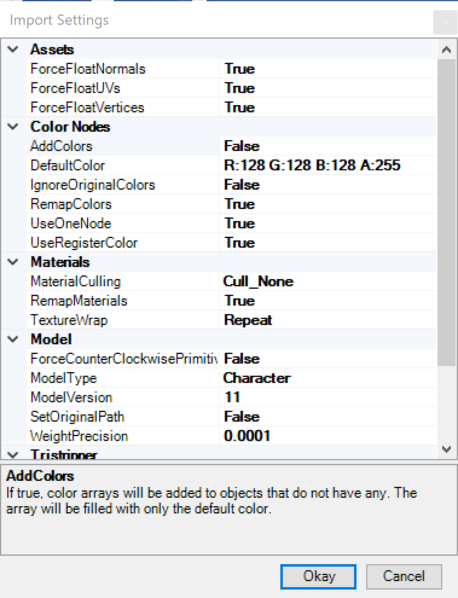 Import Settings
Assets
ForceFloatNormals True
ForceFloatUVs True
ForceFloatVertices True
Color Nodes
AddColors False
DefaultColor R:128 G:128 B:128 A:255
IgnoreOriginalColors False
RemapColors True
UseOneNode True
UseRegisterColor True
Materials
MaterialCulling Cull_None
RemapMaterials True
TextureWrap Repeat
Model
ForceCounterClockwisePrimitiv False
ModelType Character
ModelVersion 11
SetOriginalPath False
WeightPrecision 0.0001
Tristripper
AddColors
If true, color arrays will be added to objects that do not have any. The
array will be filled with only the default color.
Okay Cancel